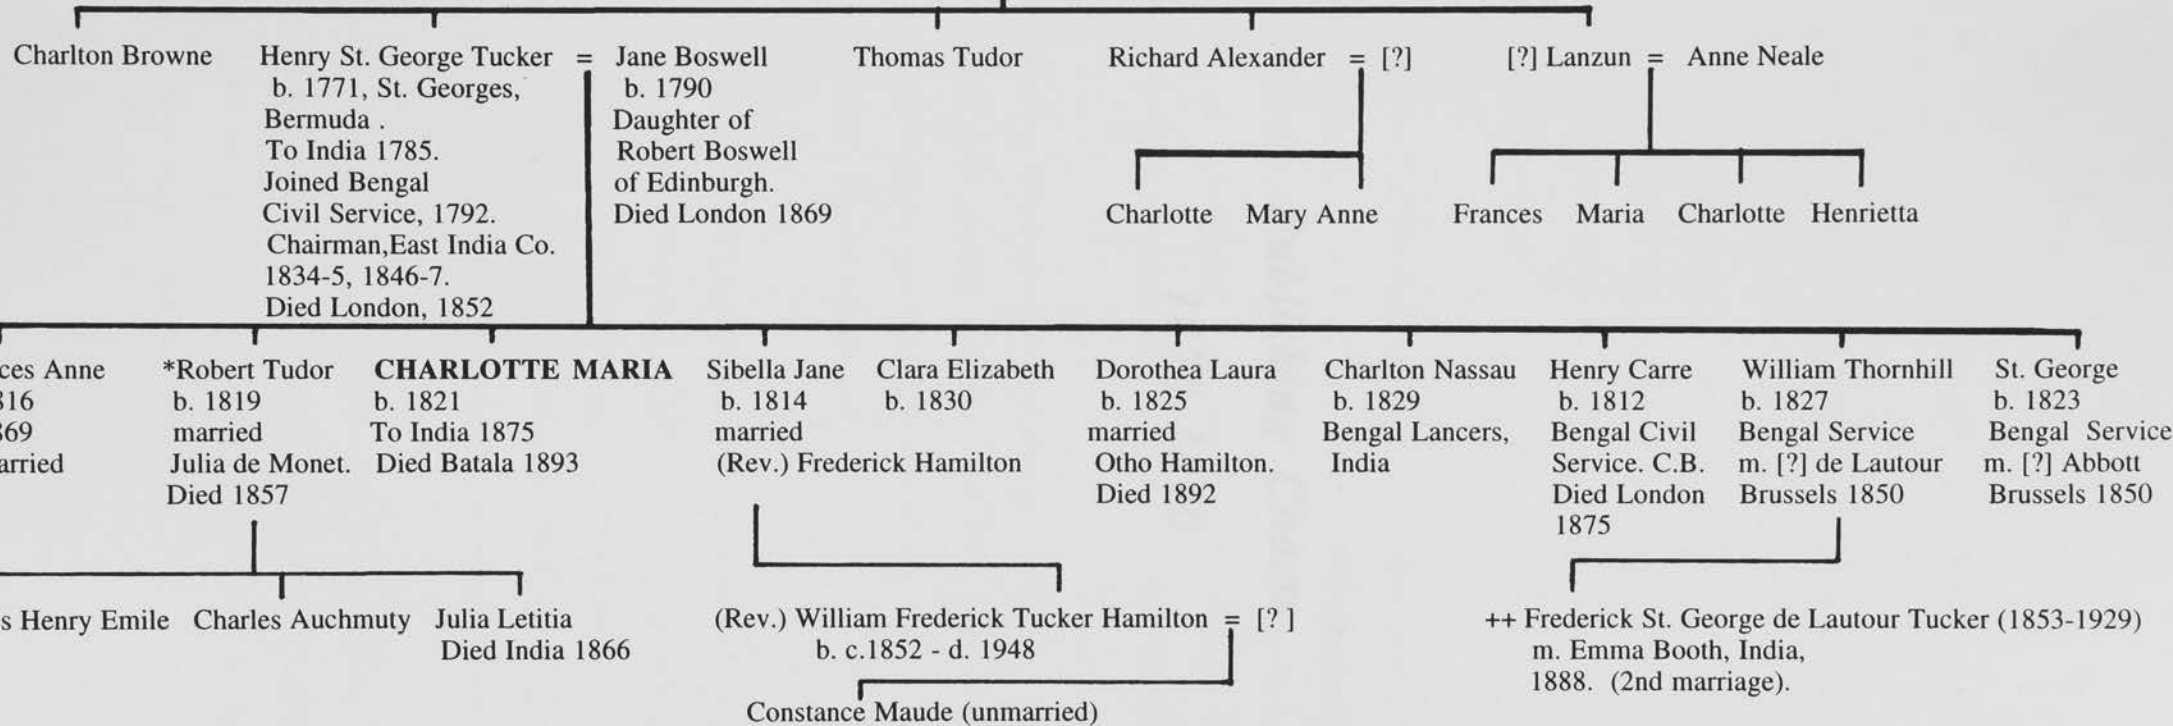 Charlton Browne
Henry St. George Tucker = Jane Boswell
b. 1771, St. Georges,
Bermuda .
To India 1785.
Joined Bengal
Civil Service, 1792.
Chairman,East India Co.
1834-5, 1846-7.
Died London, 1852
b. 1790
Daughter of
Robert Boswell
of Edinburgh.
Died London 1869
Thomas Tudor
Richard Alexander = [?]
Charlotte Mary Anne
[?] Lanzun = Anne Neale
Frances Maria Charlotte Henrietta
ces Anne
816
869
arried
*Robert Tudor
b. 1819
married
Julia de Monet.
Died 1857
CHARLOTTE MARIA
b. 1821
To India 1875
Died Batala 1893
Sibella Jane
b. 1814
married
(Rev.) Frederick Hamilton
Clara Elizabeth
b. 1830
Dorothea Laura
b. 1825
married
Otho Hamilton.
Died 1892
Charlton Nassau
b. 1829
Bengal Lancers,
India
Henry Carre
b. 1812
Bengal Civil
Service. C.B.
Died London
1875
William Thornhill
b. 1827
Bengal Service
m. [?] de Lautour
Brussels 1850
St. George
b. 1823
Bengal Service
m. [?] Abbott
Brussels 1850
s Henry Emile
Charles Auchmuty
Julia Letitia
Died India 1866
(Rev.) William Frederick Tucker Hamilton = [? ]
b. c.1852 - d. 1948
Constance Maude (unmarried)
++ Frederick St. George de Lautour Tucker (1853-1929)
m. Emma Booth, India,
1888. (2nd marriage).